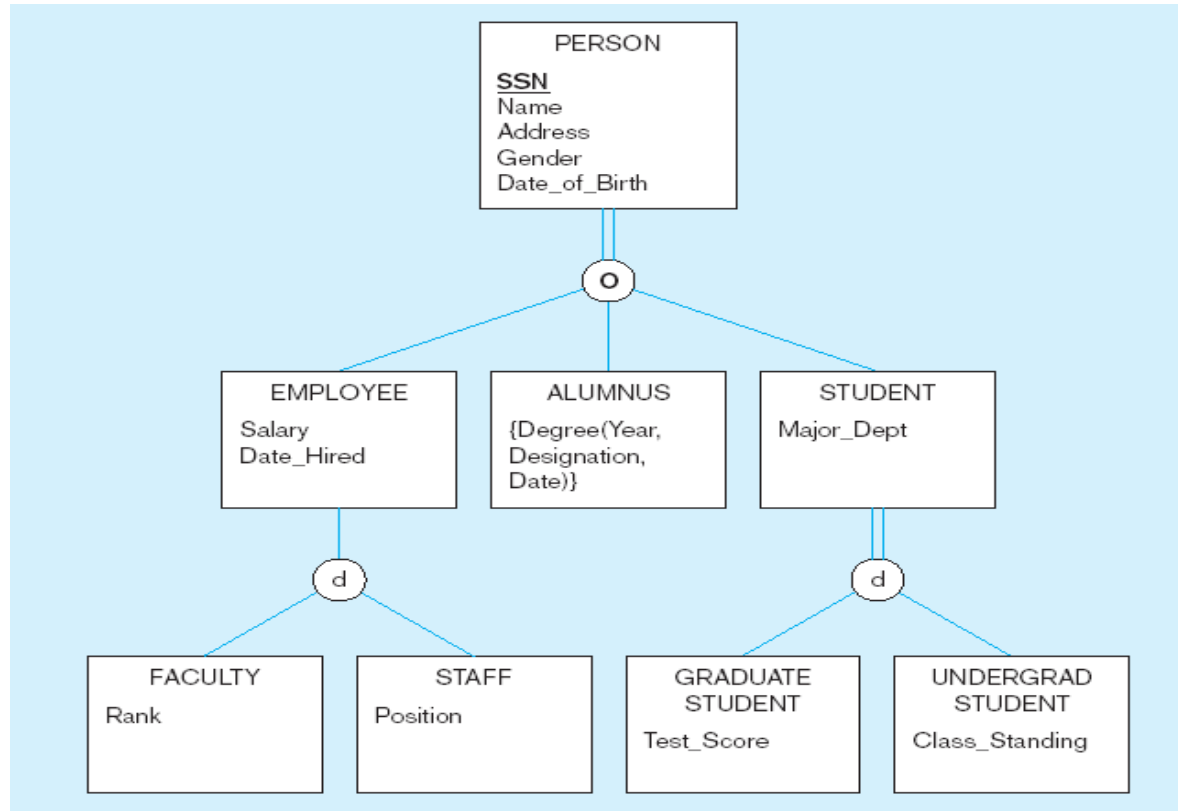 PERSON
SSN
Name
Address
Gender
Date_of_Birth
O
EMPLOYEE
Salary
Date_Hired
ALUMNUS
{Degree(Year,
Designation,
Date)}
STUDENT
Major_Dept
d
d
FACULTY
Rank
STAFF
Position
GRADUATE
STUDENT
Test_Score
UNDERGRAD
STUDENT
Class_Standing